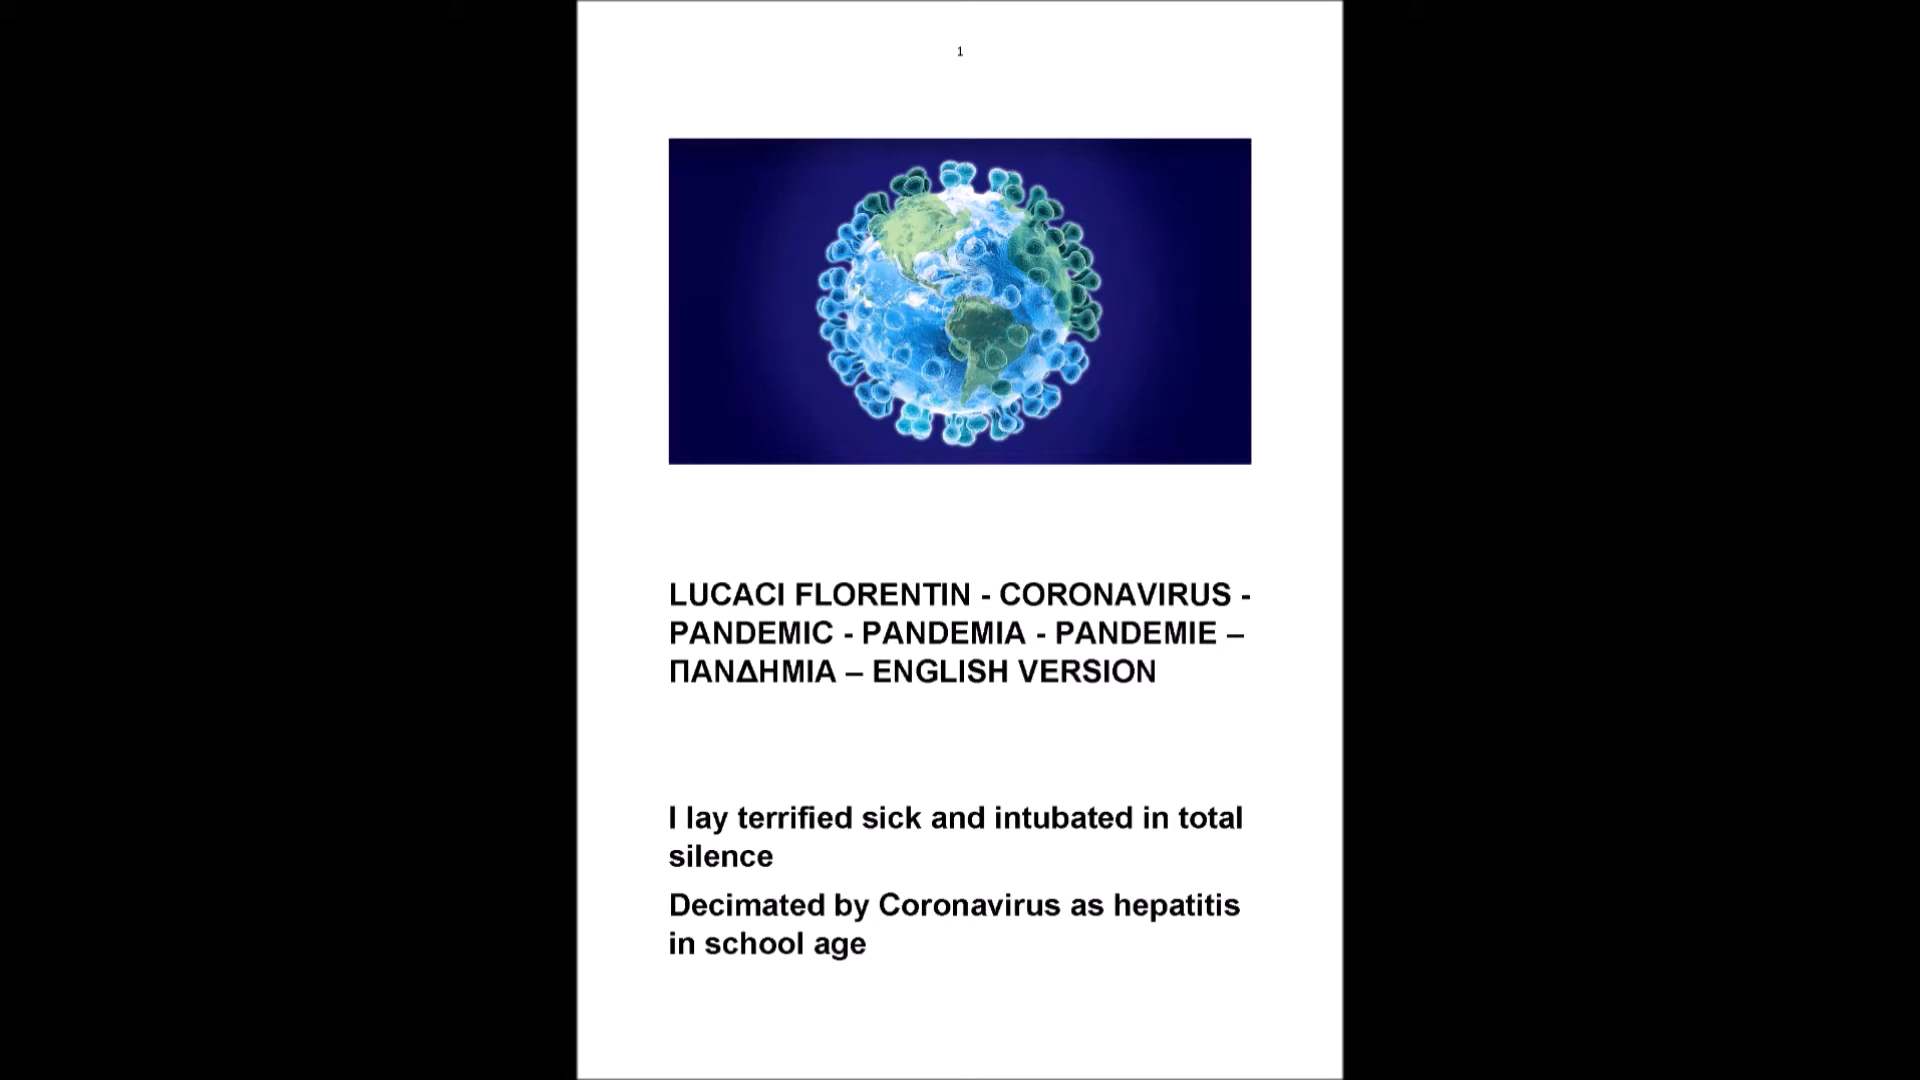 1
LUCACI FLORENTIN - CORONAVIRUS -
PANDEMIC - PANDEMIA - PANDEMIE –
ΠΑΝΔΗΜΙΑ – ENGLISH VERSION
I lay terrified sick and intubated in total
silence
Decimated by Coronavirus as hepatitis
in school age